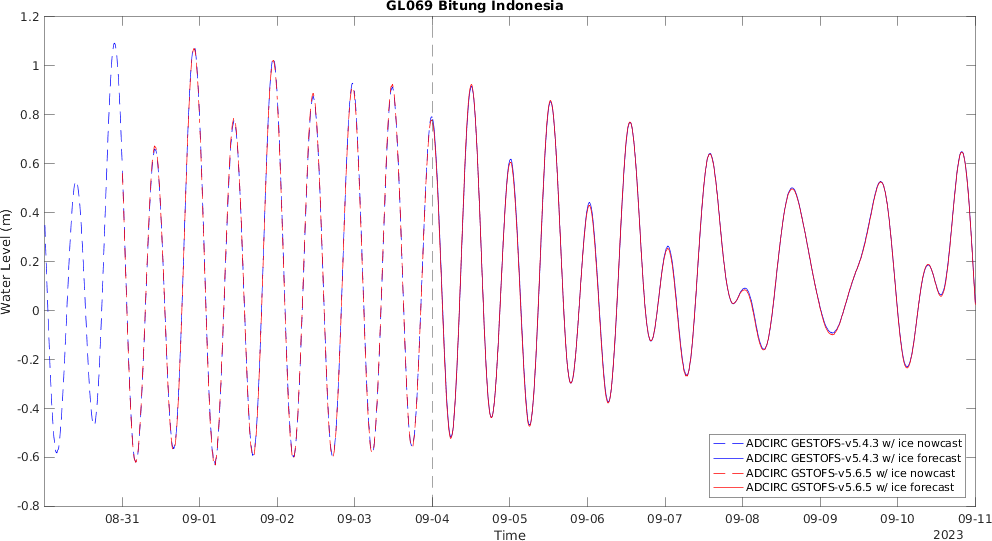 GL069 Bitung Indonesia
1.2
1
0.8
0.6
0.4
0.2
0
-0.2
-0.4
-0.6
-0.8
Water Level (m)
ADCIRC GESTOFS-v5.4.3 w/ ice nowcast
ADCIRC GESTOFS-v5.4.3 w/ ice forecast
ADCIRC GSTOFS-v5.6.5 w/ ice nowcast
ADCIRC GSTOFS-v5.6.5 w/ ice forecast
08-31 09-01 09-02 09-03 09-04 09-05 09-06 09-07 09-08 09-09 09-10 09-11
Time
2023